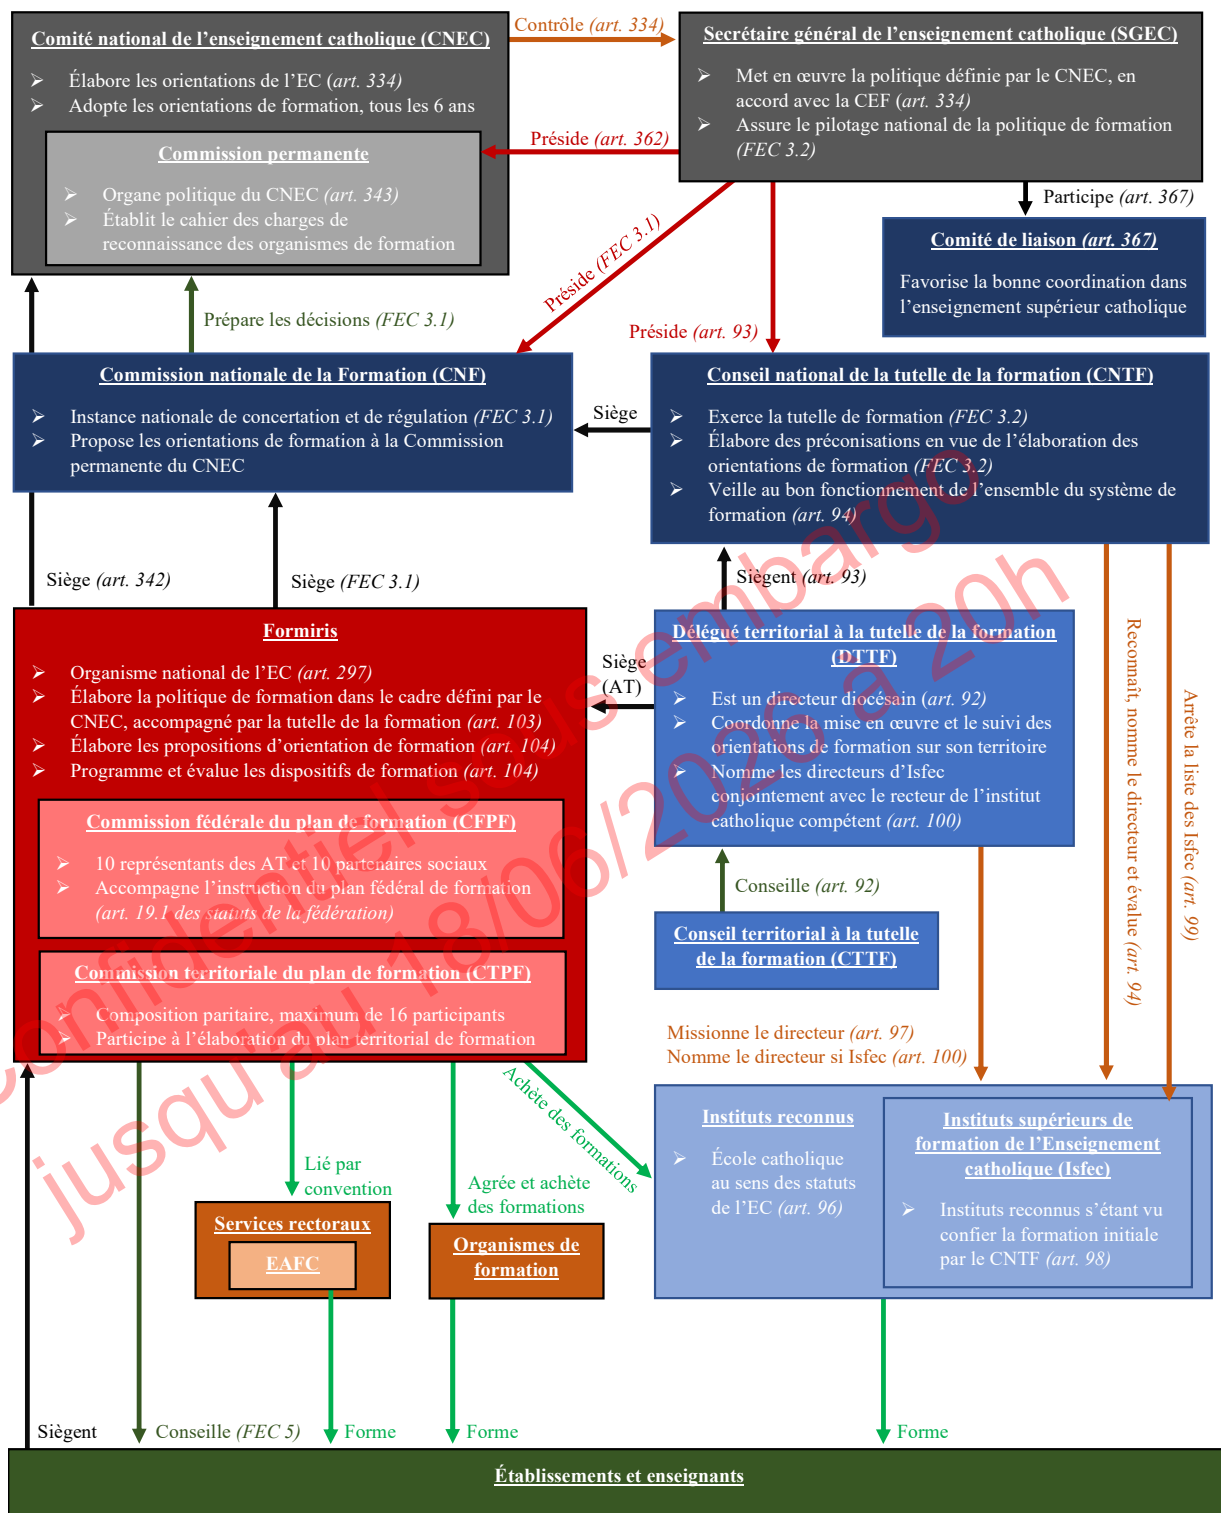 Contrôle (art. 334)
Comité national de l’enseignement catholique (CNEC)
➢ Élabore les orientations de l’EC (art. 334)
➢ Adopte les orientations de formation, tous les 6 ans
Commission permanente
➢ Organe politique du CNEC (art. 343)
➢ Établit le cahier des charges de
reconnaissance des organismes de formation
Secrétaire général de l’enseignement catholique (SGEC)
➢ Met en œuvre la politique définie par le CNEC, en
accord avec la CEF (art. 334)
➢ Assure le pilotage national de la politique de formation
(FEC 3.2)
Préside (art. 362)
Participe (art. 367)
Préside (FEC 3.1)
Comité de liaison (art. 367)
Favorise la bonne coordination dans
l’enseignement supérieur catholique
Prépare les décisions (FEC 3.1)
Préside (art. 93)
Commission nationale de la Formation (CNF)
➢ Instance nationale de concertation et de régulation (FEC 3.1)
➢ Propose les orientations de formation à la Commission
permanente du CNEC
Siège
Conseil national de la tutelle de la formation (CNTF)
➢ Exerce la tutelle de formation (FEC 3.2)
➢ Élabore des préconisations en vue de l’élaboration des
orientations de formation (FEC 3.2)
➢ Veille au bon fonctionnement de l’ensemble du système de
formation (art. 94)
Siège (art. 342)
Siège (FEC 3.1)
Siègent (art. 93)
Formiris
➢ Organisme national de l’EC (art. 297)
➢ Élabore la politique de formation dans le cadre défini par le
CNEC, accompagné par la tutelle de la formation (art. 103)
➢ Élabore les propositions d’orientation de formation (art. 104)
➢ Programme et évalue les dispositifs de formation (art. 104)
Commission fédérale du plan de formation (CFPF)
➢ 10 représentants des AT et 10 partenaires sociaux
➢ Accompagne l’instruction du plan fédéral de formation
(art. 19.1 des statuts de la fédération)
Commission territoriale du plan de formation (CTPF)
➢ Composition paritaire, maximum de 16 participants
➢ Participe à l’élaboration du plan territorial de formation
Siège
(AT)
Délégué territorial à la tutelle de la formation
(DTTF)
➢ Est un directeur diocésain (art. 92)
➢ Coordonne la mise en œuvre et le suivi des
orientations de formation sur son territoire
➢ Nomme les directeurs d’Isfec
conjointement avec le recteur de l’institut
catholique compétent (art. 100)
Conseille (art. 92)
Conseil territorial à la tutelle
de la formation (CTTF)
Reconnaît, nomme le directeur et évalue (art. 94)
Arrête la liste des Isfec (art. 99)
Missionne le directeur (art. 97)
Nomme le directeur si Isfec (art. 100)
Achète des formations
Instituts reconnus
➢ École catholique
au sens des statuts
de l’EC (art. 96)
Instituts supérieurs de
formation de l’Enseignement
catholique (Isfec)
➢ Instituts reconnus s’étant vu
confier la formation initiale
par le CNTF (art. 98)
Lié par
convention
Agrée et achète
des formations
Services rectoraux
EAFC
Organismes de
formation
Siègent
Conseille (FEC 5)
Forme
Forme
Forme
Établissements et enseignants
Confidentiel sous embargo
jusqu'au 18/06/2026 à 20h